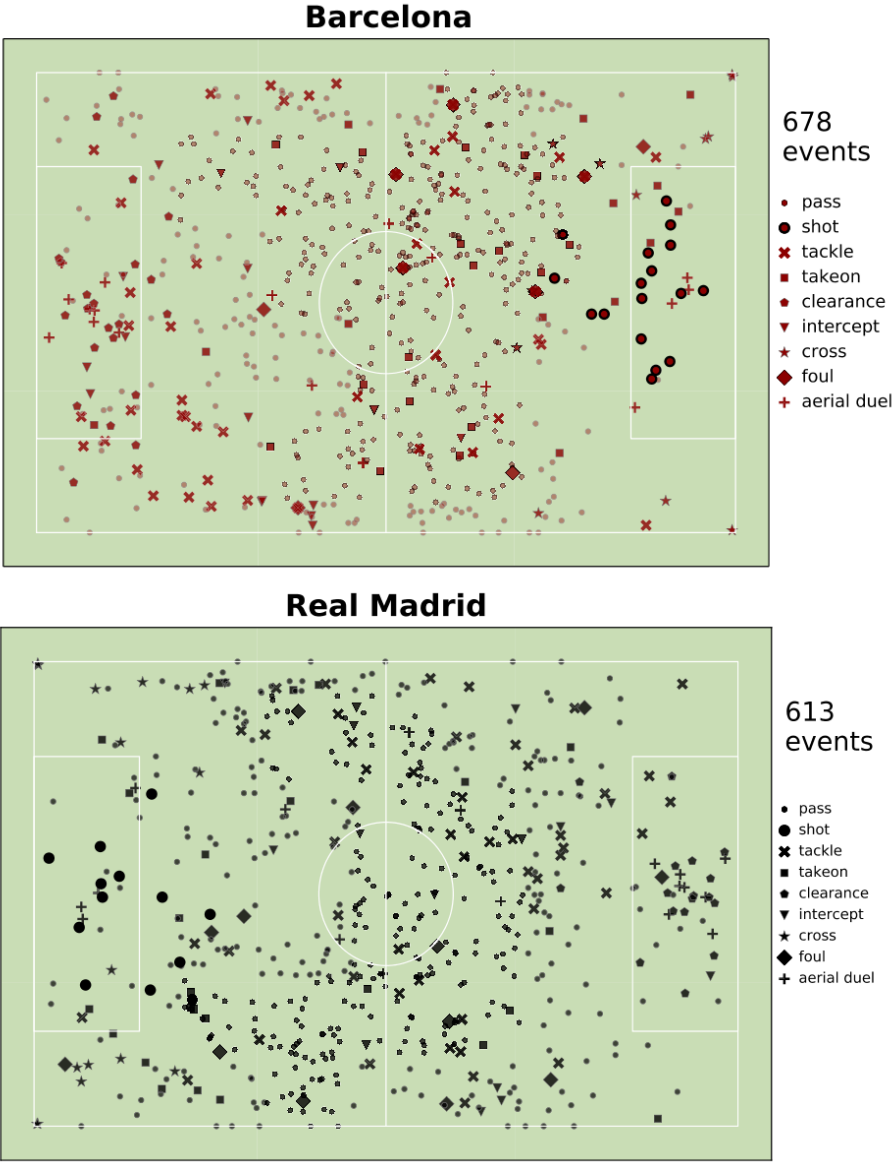 Barcelona
678
events
pass
shot
tackle
takeon
clearance
intercept
cross
foul
aerial duel
Real Madrid
613
events
pass
shot
tackle
takeon
clearance
intercept
cross
foul
aerial duel